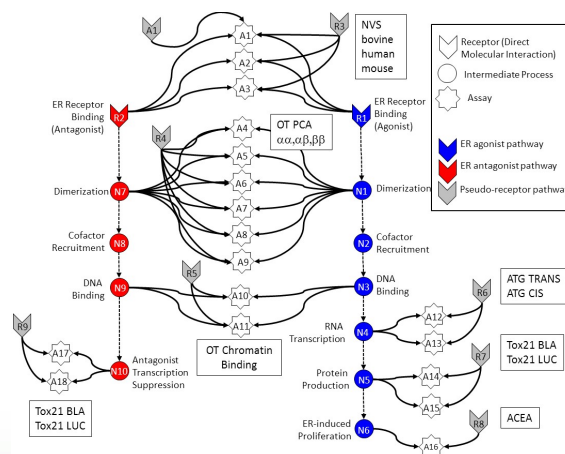 A1
R3
A1
A2
A3
NVS
bovine
human
mouse
Receptor (Direct
Molecular Interaction)
Intermediate Process
Assay
ER agonist pathway
ER antagonist pathway
Pseudo-receptor pathway
ER Receptor
Binding
(Antagonist)
R2
R1
ER Receptor
Binding
(Agonist)
R4
OT PCA
αα,αβ,ββ
A4
A5
A6
A7
A8
A9
Dimerization
N7
N1
Dimerization
Cofactor
Recruitment
N8
N2
Cofactor
Recruitment
DNA
Binding
N9
R5
A10
A11
N3
DNA
Binding
OT Chromatin
Binding
RNA
Transcription
N4
A12
A13
R6
ATG TRANS
ATG CIS
R9
A17
A18
N10
Antagonist
Transcription
Suppression
Tox21 BLA
Tox21 LUC
Protein
Production
N5
A14
A15
R7
Tox21 BLA
Tox21 LUC
ER-induced
Proliferation
N6
A16
R8
ACEA